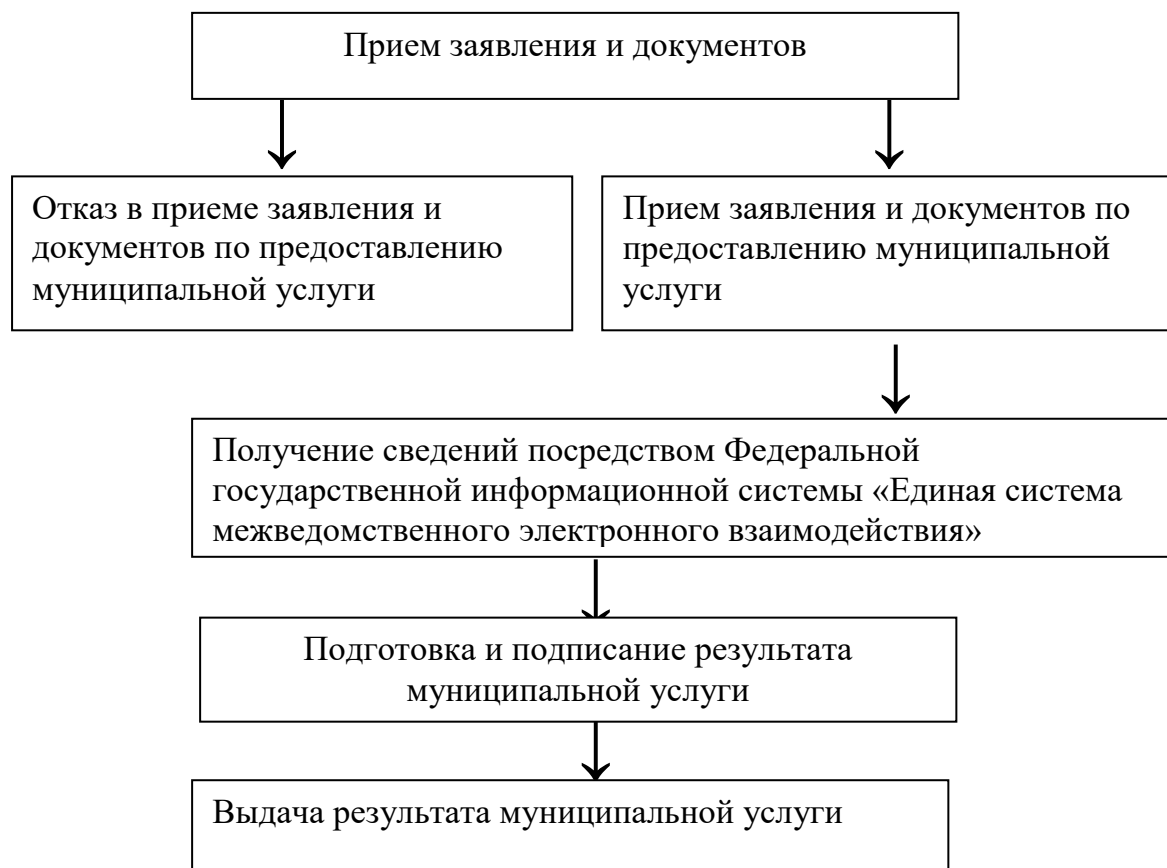 Прием заявления и документов
Отказ в приеме заявления и
документов по предоставлению
муниципальной услуги
Прием заявления и документов по
предоставлению муниципальной
услуги
Получение сведений посредством Федеральной
государственной информационной системы «Единая система
межведомственного электронного взаимодействия»
Подготовка и подписание результата
муниципальной услуги
Выдача результата муниципальной услуги